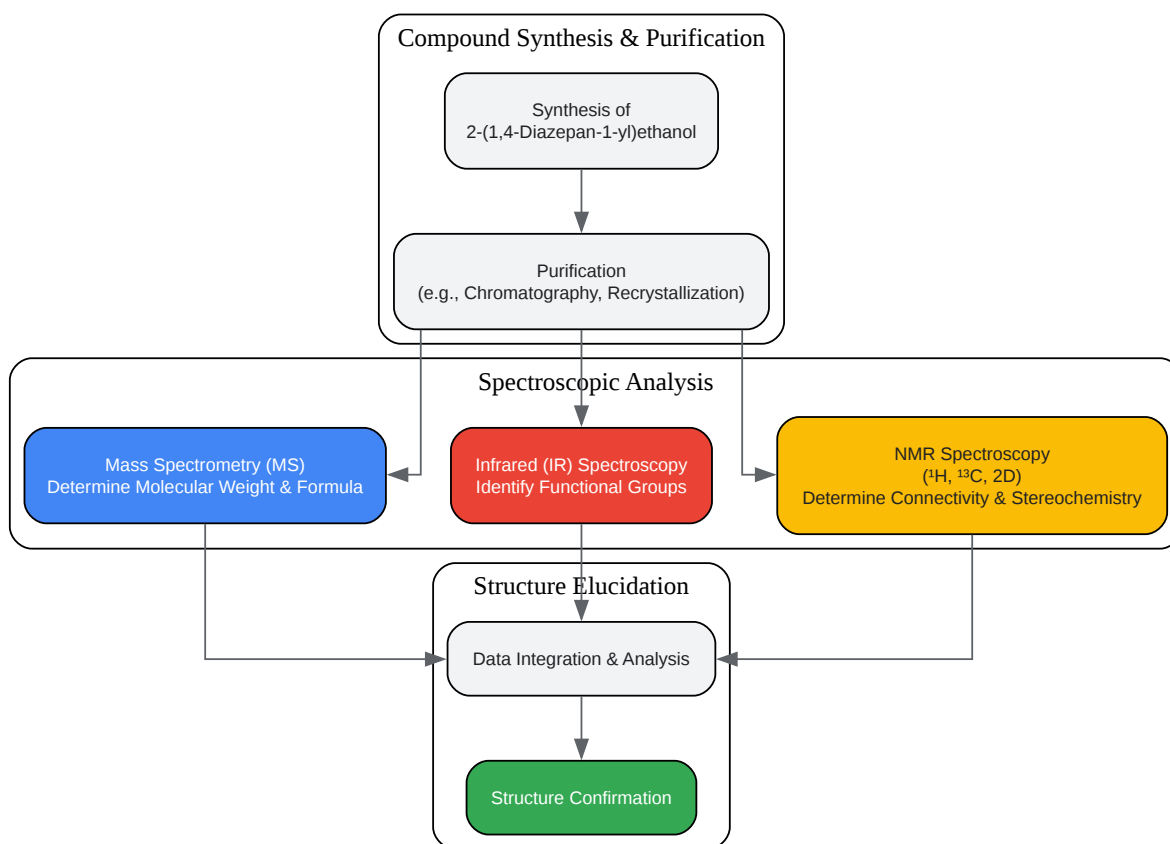 Compound Synthesis & Purification
Synthesis of
2-(1,4-Diazepan-1-yl)ethanol
Purification
(e.g., Chromatography, Recrystallization)
Spectroscopic Analysis
Mass Spectrometry (MS)
Determine Molecular Weight & Formula
Infrared (IR) Spectroscopy
Identify Functional Groups
NMR Spectroscopy
(¹H, ¹³C, 2D)
Determine Connectivity & Stereochemistry
Structure Elucidation
Data Integration & Analysis
Structure Confirmation